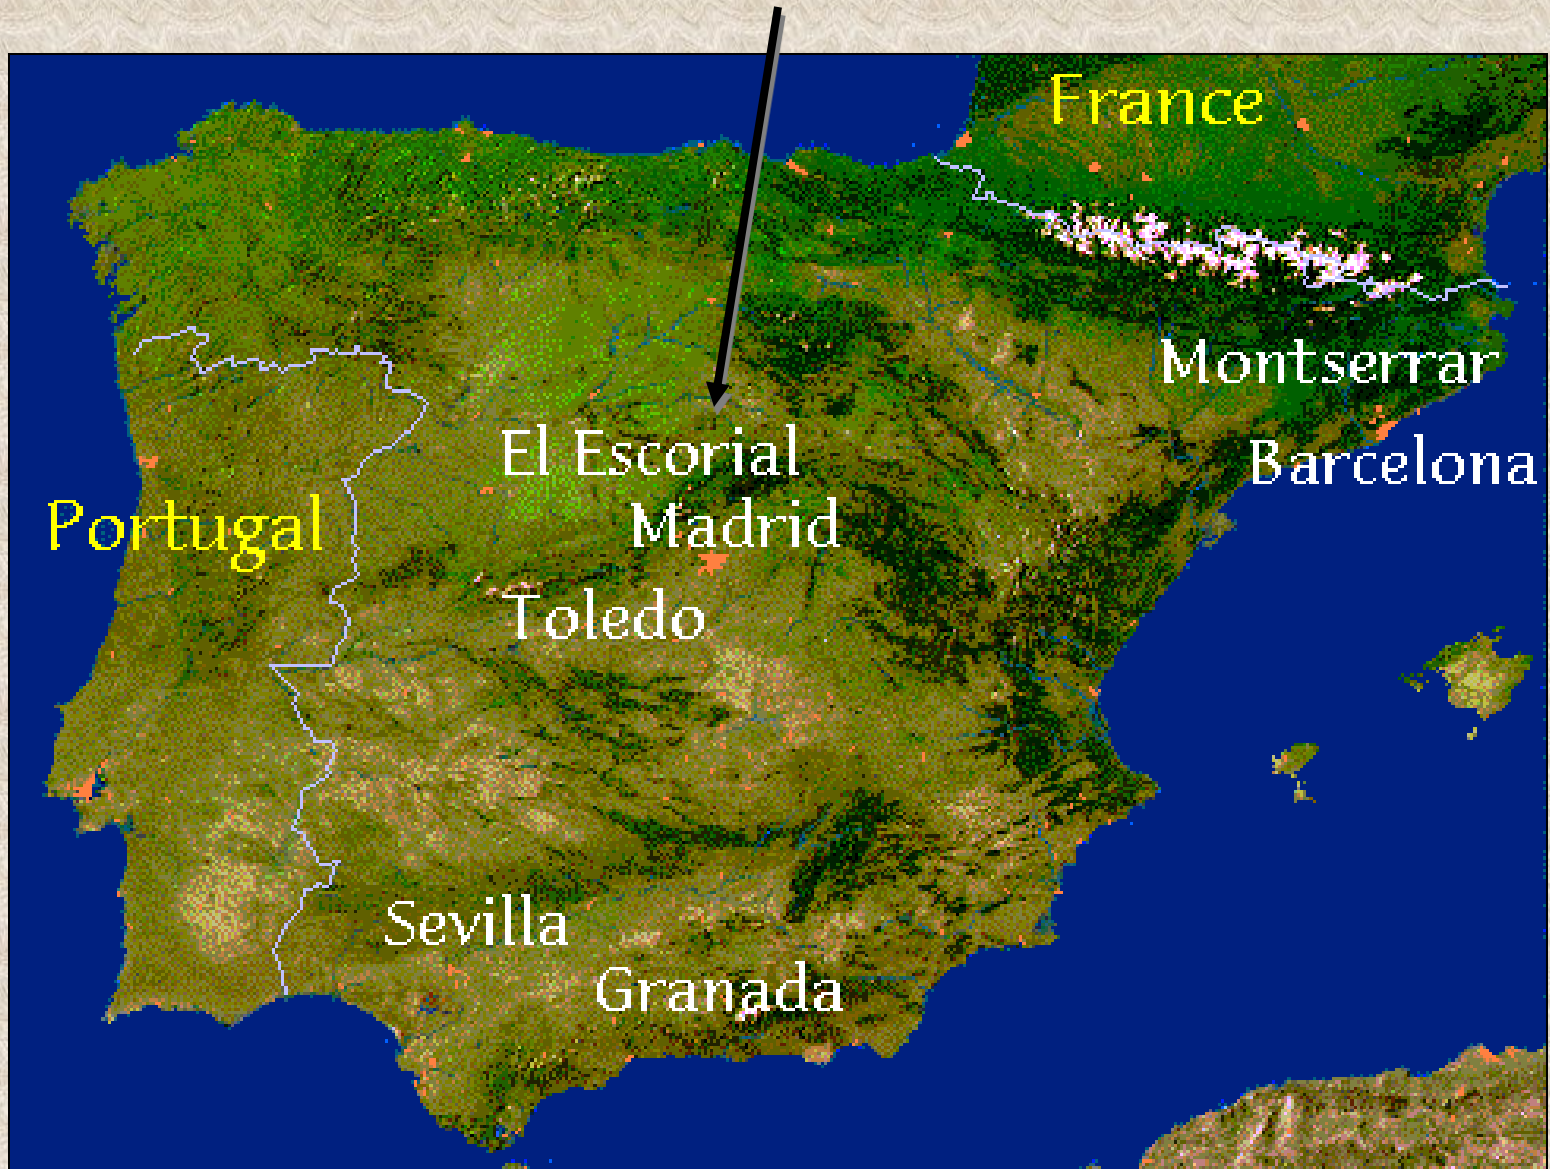 France
Montserrar
El Escorial
Barcelona
Madrid
Portugal
Toledo
Sevilla
Granada